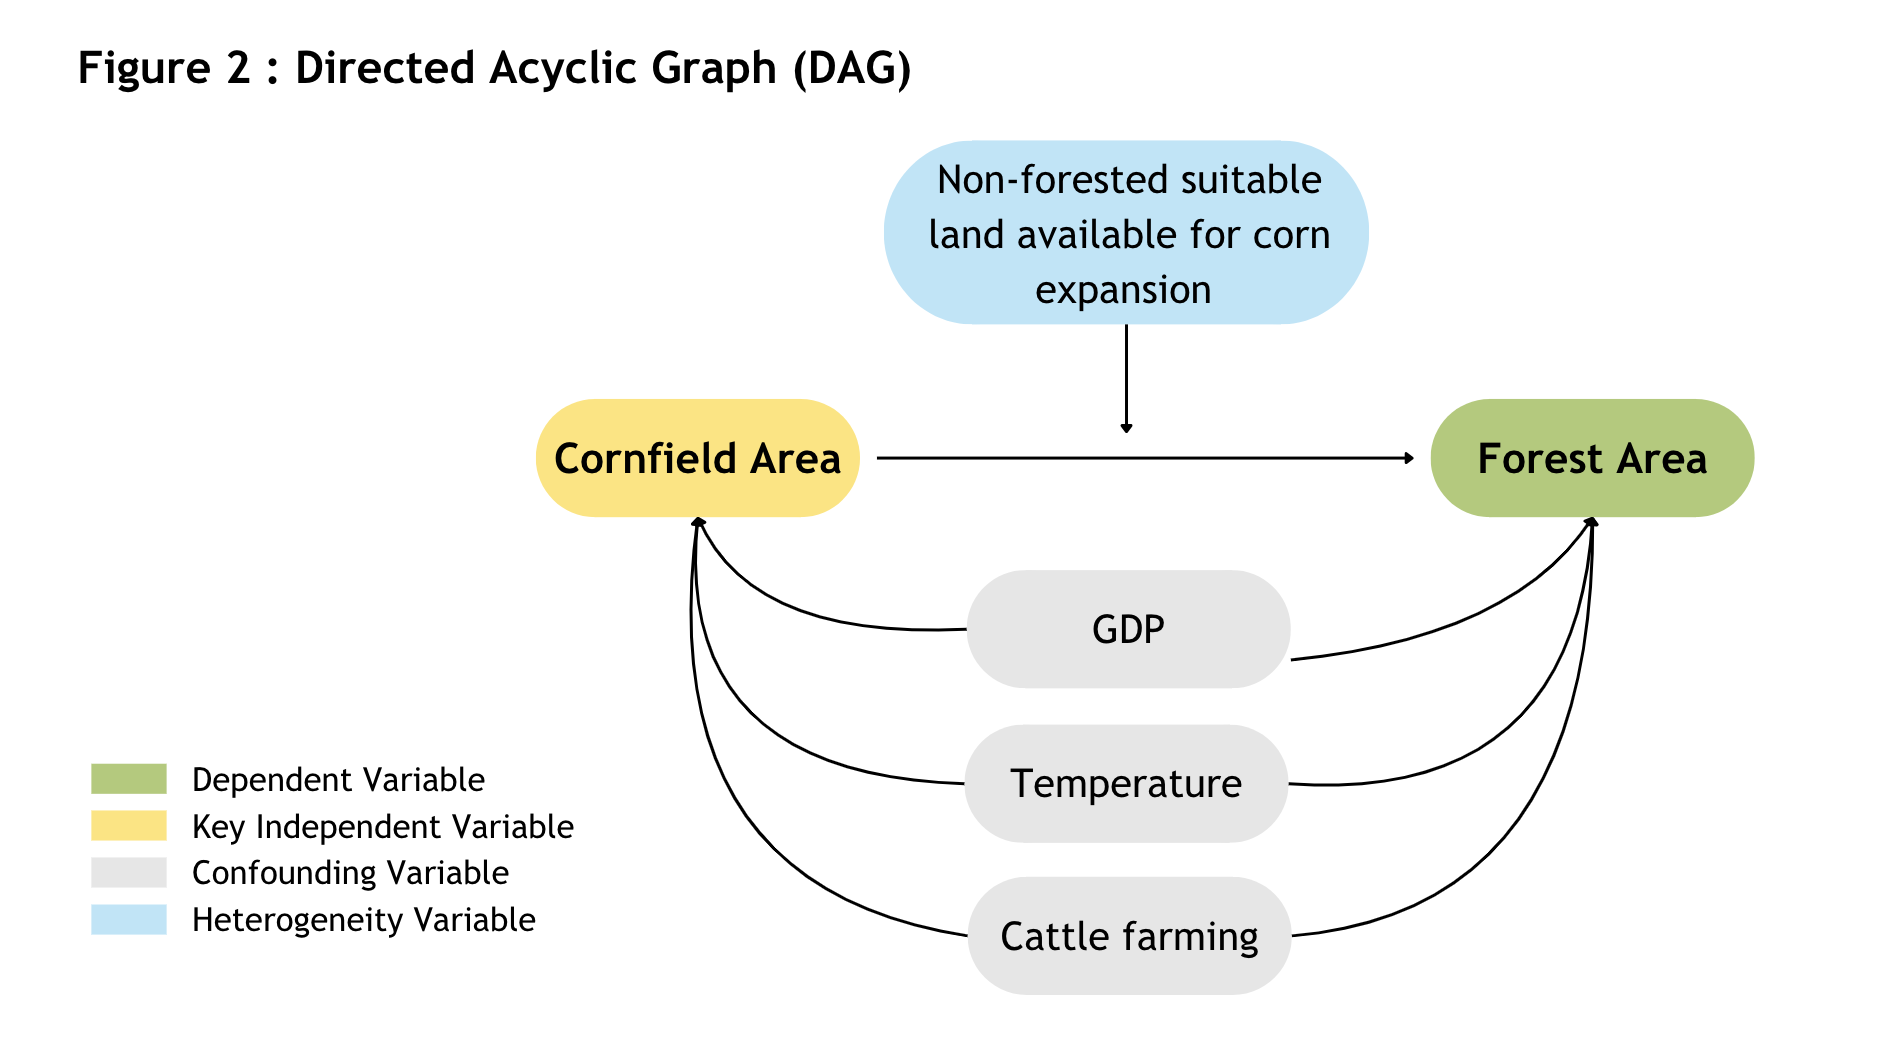 Figure 2 : Directed Acyclic Graph (DAG)
Non-forested suitable
land available for corn
expansion
Cornfield Area
Forest Area
GDP
Temperature
Cattle farming
Dependent Variable
Key Independent Variable
Confounding Variable
Heterogeneity Variable